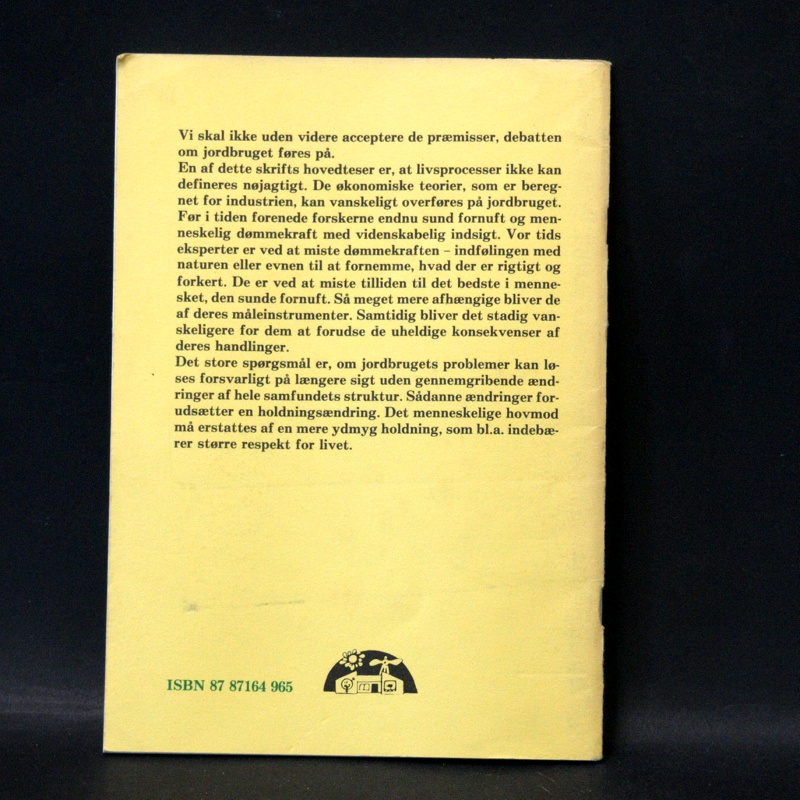 Vi skal ikke uden videre acceptere de præmisser, debatten
om jordbruget føres på.
En af dette skrifts hovedteser er, at livsprocesser ikke kan
defineres nøjagtigt. De økonomiske teorier, som er bereg-
net for industrien, kan vanskeligt overføres på jordbruget.
Før i tiden forenede forskerne endnu sund fornuft og men-
neskelig dømmekraft med videnskabelig indsigt. Vor tids
eksperter er ved at miste dømmekraften – indfølingen med
naturen eller evnen til at fornemme, hvad der er rigtigt og
forkert. De er ved at miste tilliden til det bedste i menne-
sket, den sunde fornuft. Så meget mere afhængige bliver de
af deres måleinstrumenter. Samtidig bliver det stadig van-
skeligere for dem at forudse de uheldige konsekvenser af
deres handlinger.
Det store spørgsmål er, om jordbrugets problemer kan lø-
ses forsvarligt på længere sigt uden gennemgribende ænd-
ringer af hele samfundets struktur. Sådanne ændringer for-
udsætter en holdningsændring. Det menneskelige hovmod
må erstattes af en mere ydmyg holdning, som bl.a. indebæ-
rer større respekt for livet.
ISBN 87 87164 965